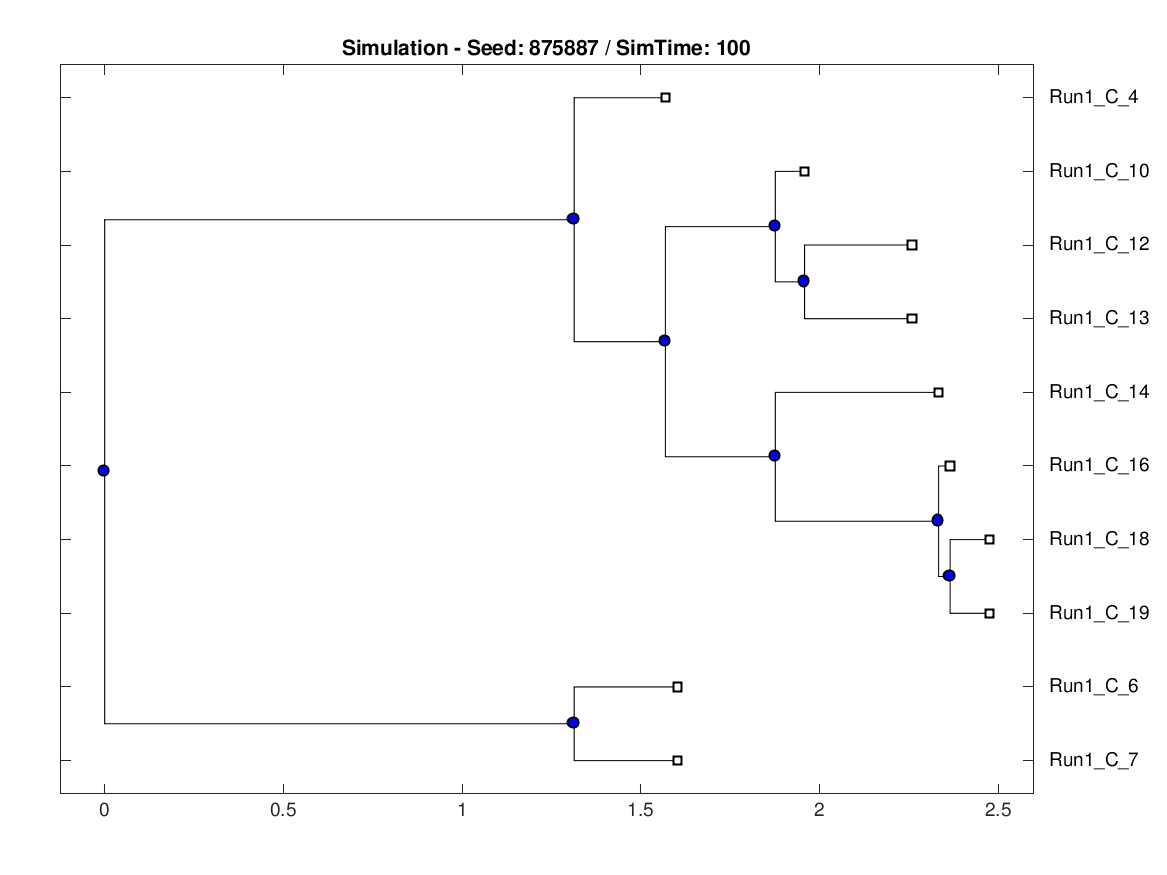 Simulation - Seed: 875887 / SimTime: 100
Run1_C_4
Run1_C_10
Run1_C_12
Run1_C_13
Run1_C_14
Run1_C_16
Run1_C_18
Run1_C_19
Run1_C_6
Run1_C_7
0 0.5 1 1.5 2 2.5